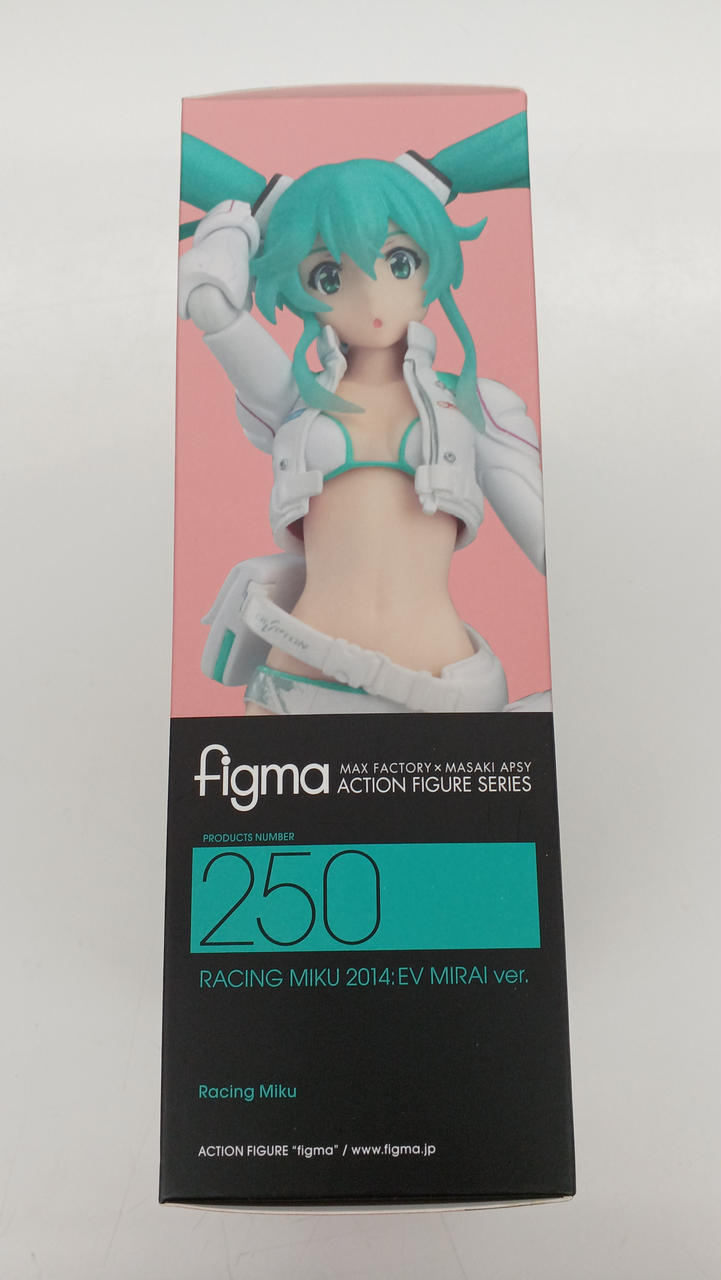 figma
MAX FACTORY × MASAKI APSY
ACTION FIGURE SERIES
PRODUCTS NUMBER
250
RACING MIKU 2014: EV MIRAI ver.
Racing Miku
ACTION FIGURE "figma" / www.figma.jp